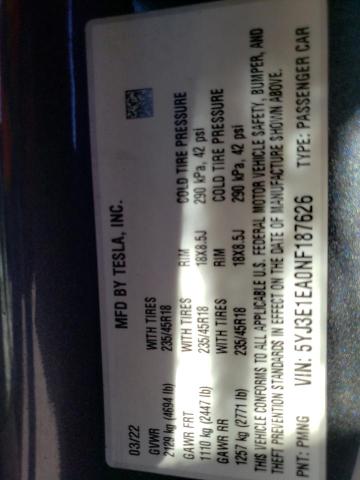 MFD BY TESLA, INC.
03/22
GVWR WITH TIRES RIM COLD TIRE PRESSURE
2129 kg (4694 lb) 235/45R18 18X8.5J 290 kPa, 42 psi
GAWR FRT WITH TIRES RIM COLD TIRE PRESSURE
1110 kg (2447 lb) 235/45R18 18X8.5J 290 kPa, 42 psi
GAWR RR
1257 kg (2771 lb)
THIS VEHICLE CONFORMS TO ALL APPLICABLE U.S. FEDERAL MOTOR VEHICLE SAFETY, BUMPER, AND
THEFT PREVENTION STANDARDS IN EFFECT ON THE DATE OF MANUFACTURE SHOWN ABOVE.
PNT: PMNG VIN: 5YJ3E1EA0NF187626 TYPE: PASSENGER CAR